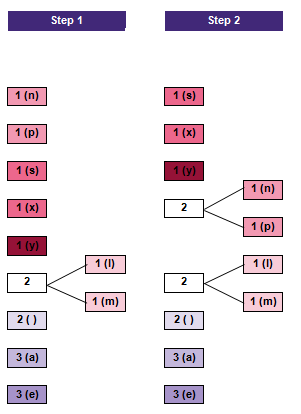 Step 1
1 (n)
1 (p)
1 (s)
1 (x)
1 (y)
1 (l)
2
1 (m)
2 ( )
3 (a)
3 (e)
Step 2
1 (s)
1 (x)
1 (y)
1 (n)
2
1 (p)
1 (l)
2
1 (m)
2 ( )
3 (a)
3 (e)